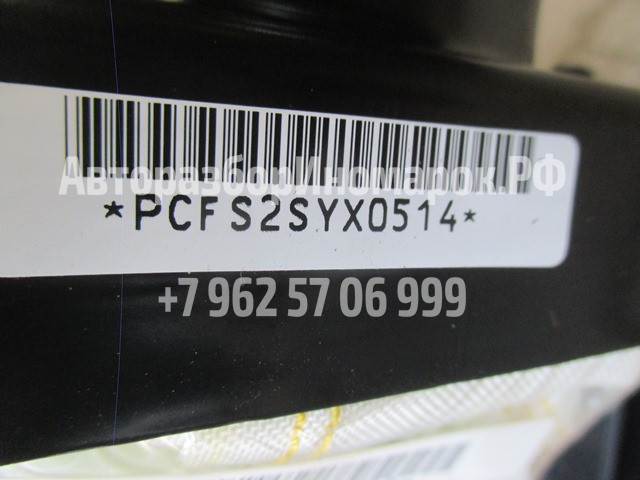 АвторазборИномарок.РФ
*PCFS2SYX0514*
+7 962 57 06 999